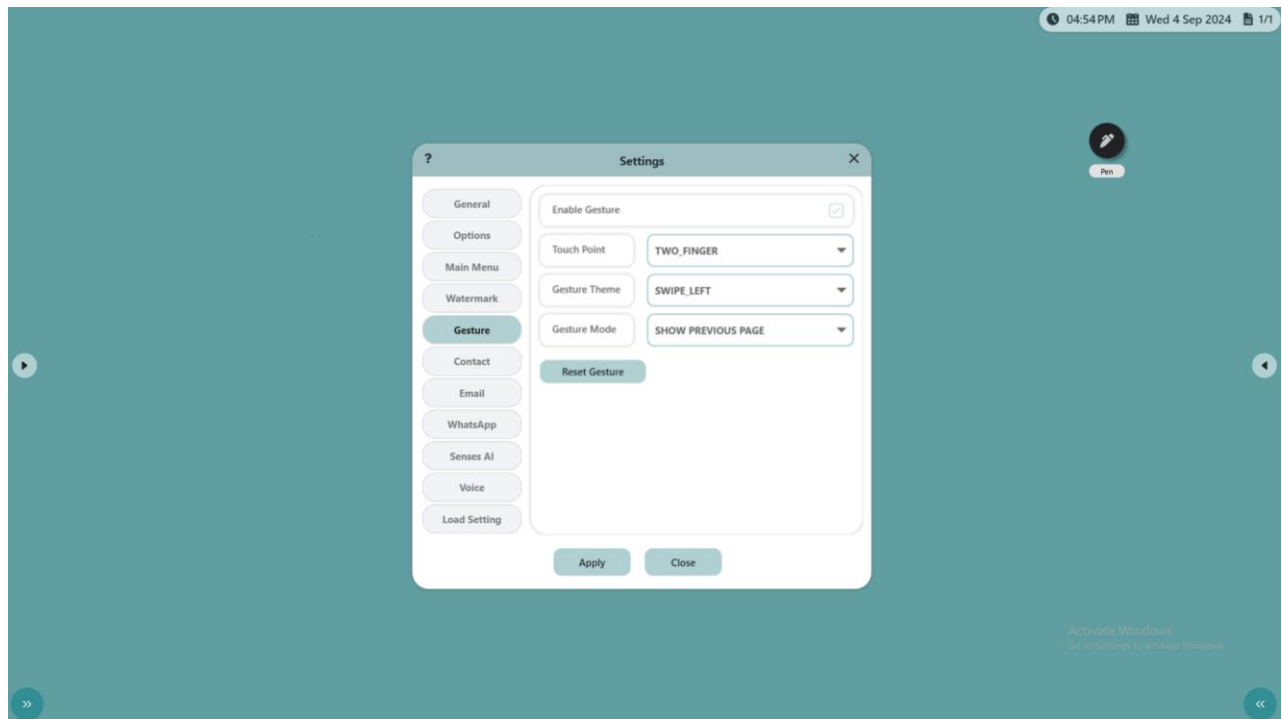 04:54 PM Wed 4 Sep 2024 1/1
Pen
? Settings
General
Options
Main Menu
Watermark
Gesture
Contact
Email
WhatsApp
Senses AI
Voice
Load Setting
Enable Gesture
Touch Point TWO_FINGER
Gesture Theme SWIPE_LEFT
Gesture Mode SHOW PREVIOUS PAGE
Reset Gesture
Apply Close
Activate Windows
Go to Settings to activate Windows.